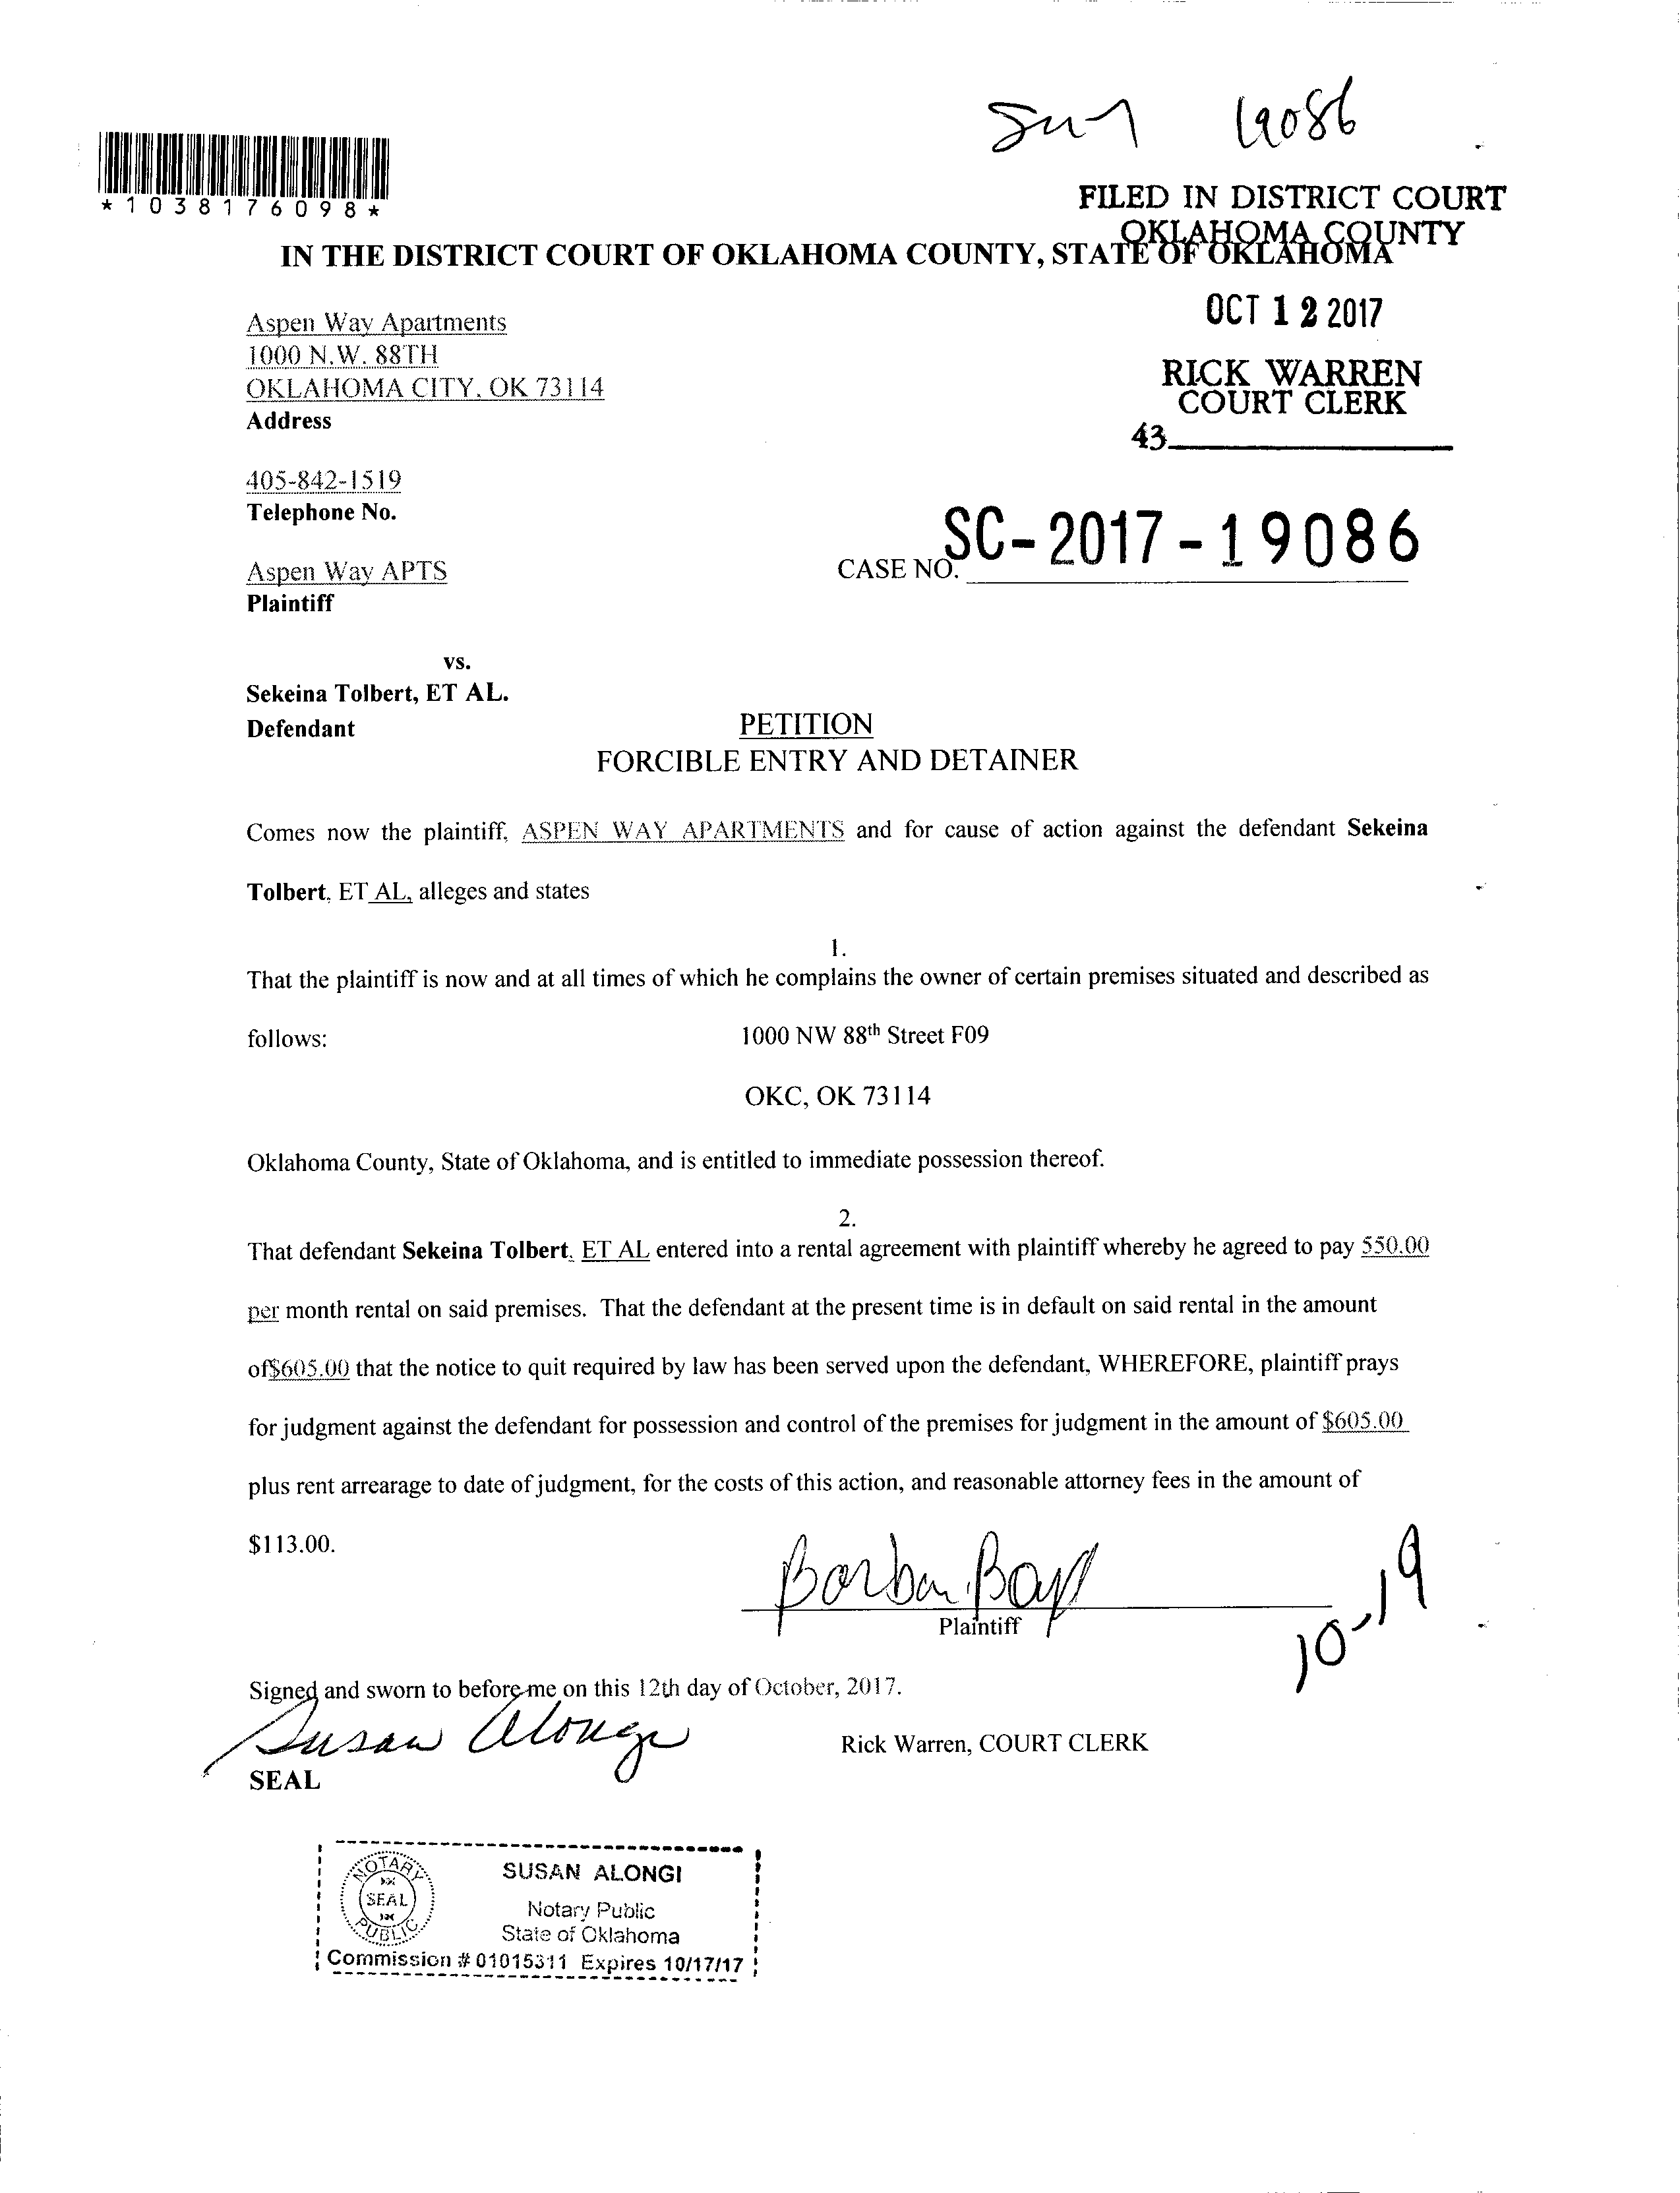 19086
*1038176098*
FILED IN DISTRICT COURT
OKLAHOMA COUNTY
IN THE DISTRICT COURT OF OKLAHOMA COUNTY, STATE OF OKLAHOMA
OCT 12 2017
Aspen Way Apartments
1000 N.W. 88TH
OKLAHOMA CITY, OK 73114
Address
RICK WARREN
COURT CLERK
43
405-842-1519
Telephone No.
CASE NO. SC-2017-19086
Aspen Way APTS
Plaintiff
vs.
Sekeina Tolbert, ET AL.
Defendant
PETITION
FORCIBLE ENTRY AND DETAINER
Comes now the plaintiff, ASPEN WAY APARTMENTS and for cause of action against the defendant Sekeina
Tolbert, ET AL, alleges and states
1.
That the plaintiff is now and at all times of which he complains the owner of certain premises situated and described as
follows: 1000 NW 88th Street F09
OKC, OK 73114
Oklahoma County, State of Oklahoma, and is entitled to immediate possession thereof.
2.
That defendant Sekeina Tolbert, ET AL entered into a rental agreement with plaintiff whereby he agreed to pay 550.00
per month rental on said premises. That the defendant at the present time is in default on said rental in the amount
of$605.00 that the notice to quit required by law has been served upon the defendant, WHEREFORE, plaintiff prays
for judgment against the defendant for possession and control of the premises for judgment in the amount of $605.00
plus rent arrearage to date of judgment, for the costs of this action, and reasonable attorney fees in the amount of
$113.00.
Plaintiff
10-19
Signed and sworn to before me on this 12th day of October, 2017.
Susan Alongi
Rick Warren, COURT CLERK
SEAL
NOTARY
SEAL
PUBLIC
SUSAN ALONGI
Notary Public
State of Oklahoma
Commission # 01015311 Expires 10/17/17